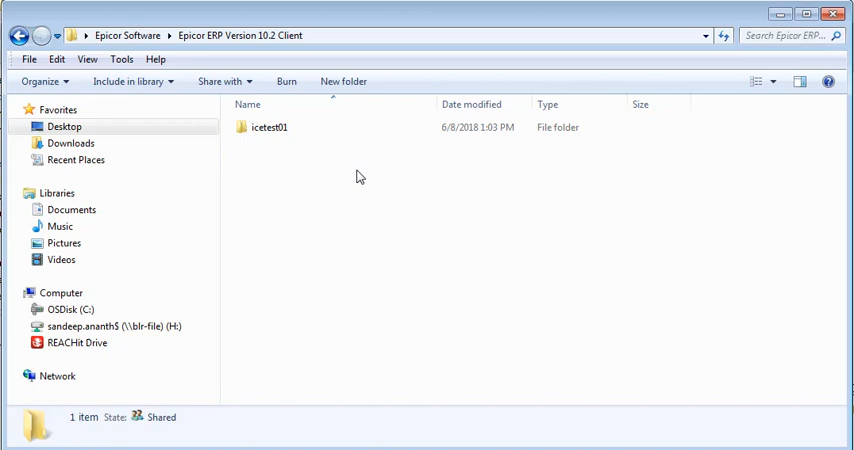 Epicor Software ▸ Epicor ERP Version 10.2 Client
Search Epicor ERP...
File Edit View Tools Help
Organize Include in library Share with Burn New folder
Favorites
Desktop
Downloads
Recent Places
Libraries
Documents
Music
Pictures
Videos
Computer
OSDisk (C:)
sandeep.ananth$ (\\blr-file) (H:)
REACHit Drive
Network
Name Date modified Type Size
icetest01 6/8/2018 1:03 PM File folder
1 item State: Shared